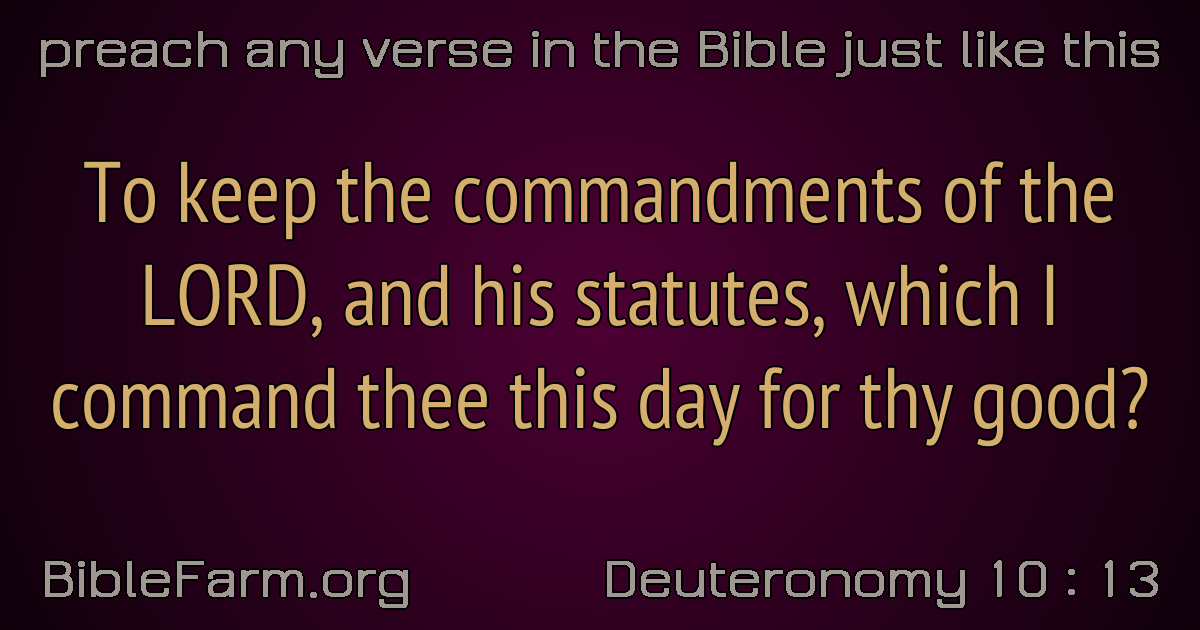 preach any verse in the Bible just like this
To keep the commandments of the
LORD, and his statutes, which I
command thee this day for thy good?
BibleFarm.org
Deuteronomy 10 : 13